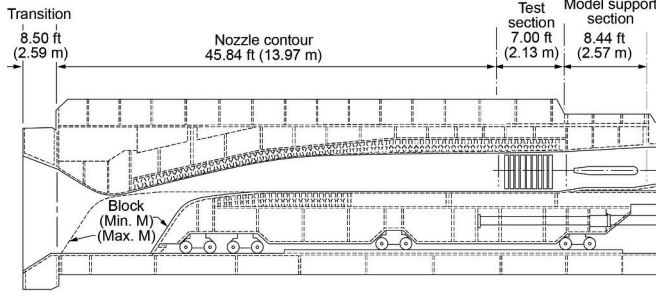 Transition
8.50 ft
(2.59 m)
Nozzle contour
45.84 ft (13.97 m)
Test
section
7.00 ft
(2.13 m)
Model support
section
8.44 ft
(2.57 m)
Block
(Min. M)
(Max. M)